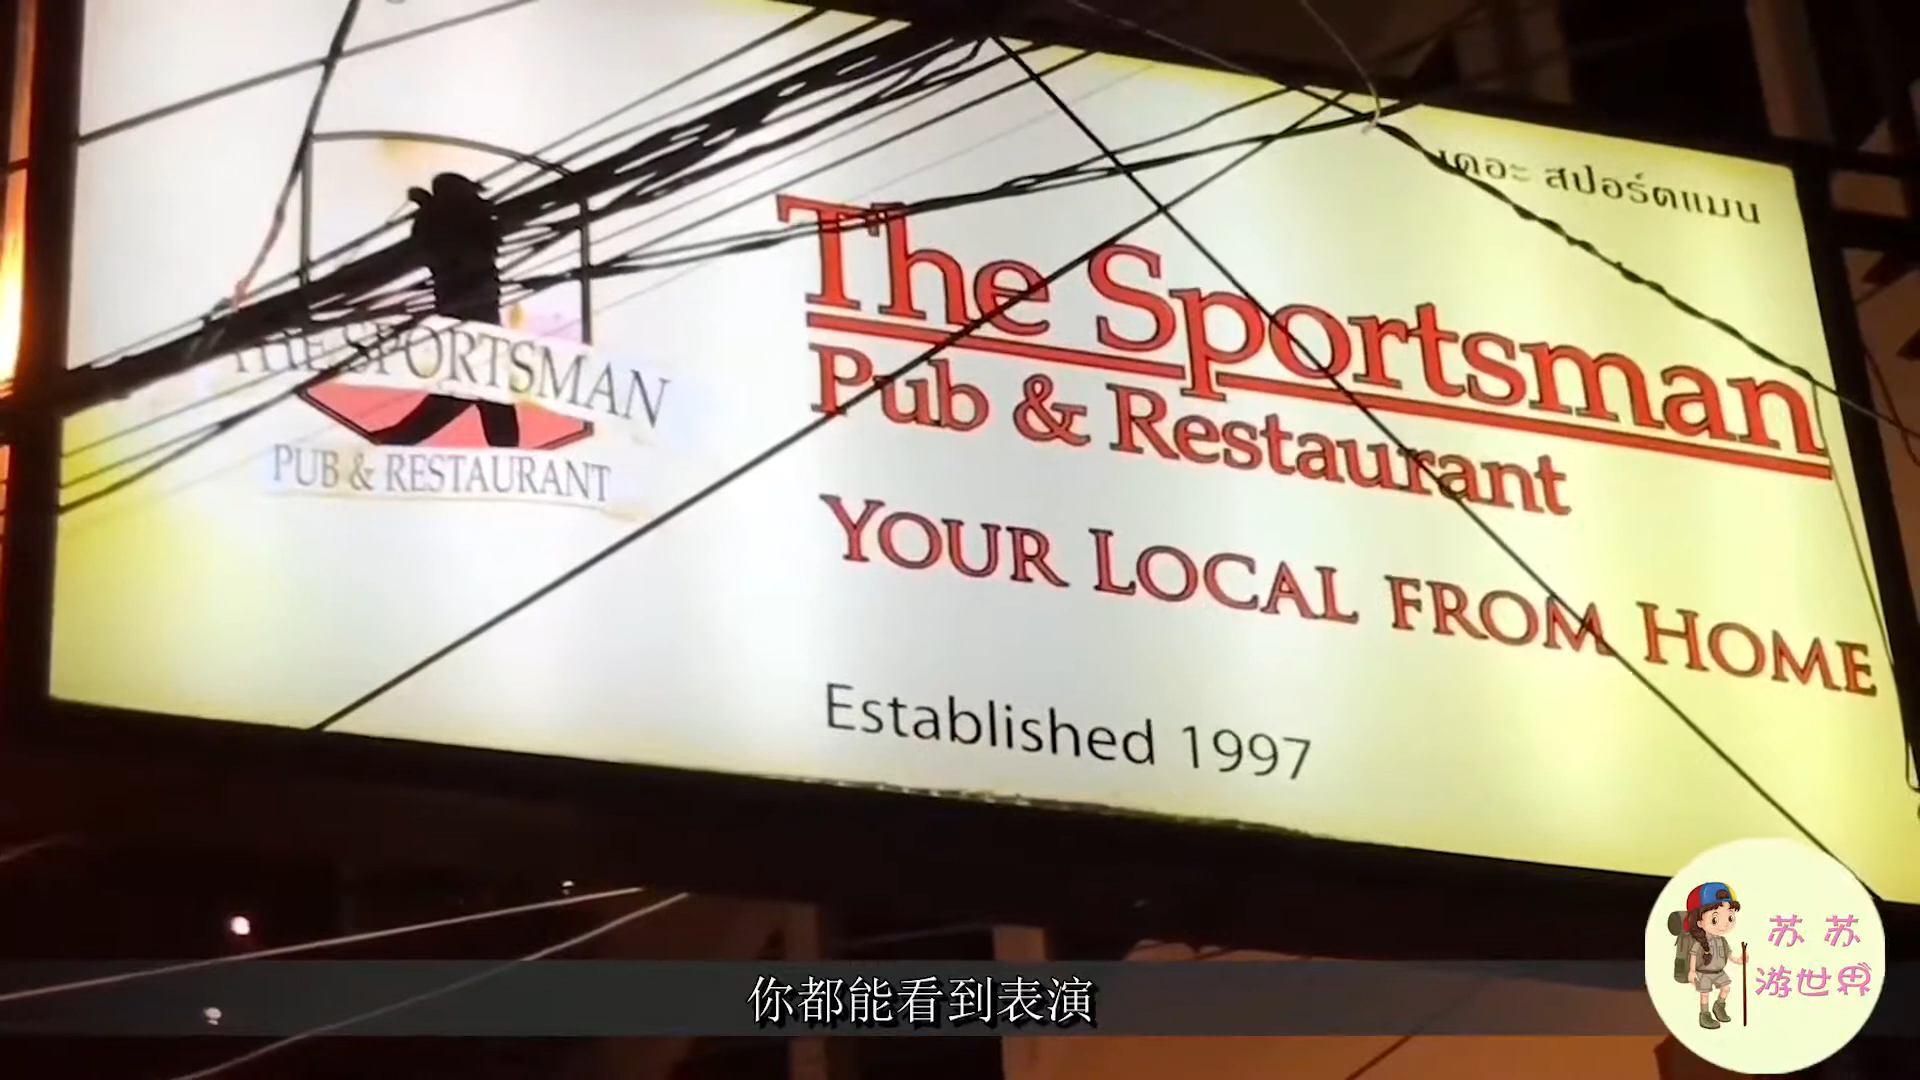 เดอะ สปอร์ตแมน
The Sportsman
Pub & Restaurant
YOUR LOCAL FROM HOME
Established 1997
THE SPORTSMAN
PUB & RESTAURANT
你都能看到表演
苏苏
游世界